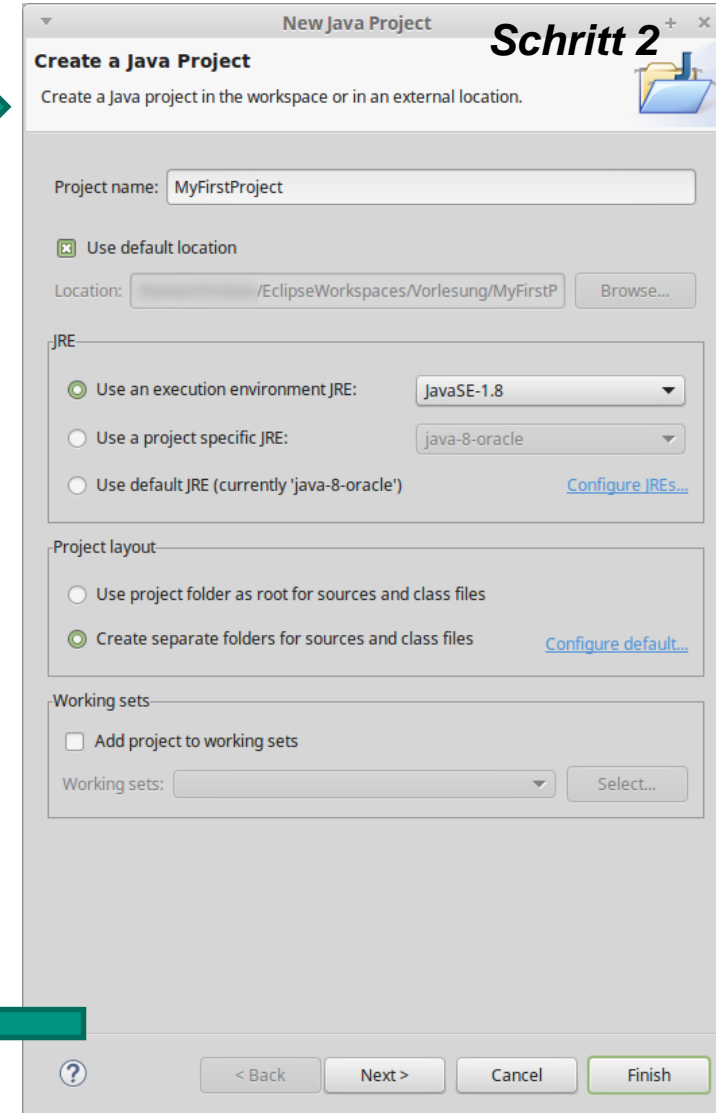 New Java Project
Schritt 2
Create a Java Project
Create a Java project in the workspace or in an external location.
Project name: MyFirstProject
Use default location
Location: /EclipseWorkspaces/Vorlesung/MyFirstP Browse...
JRE
Use an execution environment JRE: JavaSE-1.8
Use a project specific JRE: java-8-oracle
Use default JRE (currently 'java-8-oracle') Configure JREs...
Project layout
Use project folder as root for sources and class files
Create separate folders for sources and class files Configure default...
Working sets
Add project to working sets
Working sets: Select...
< Back Next > Cancel Finish